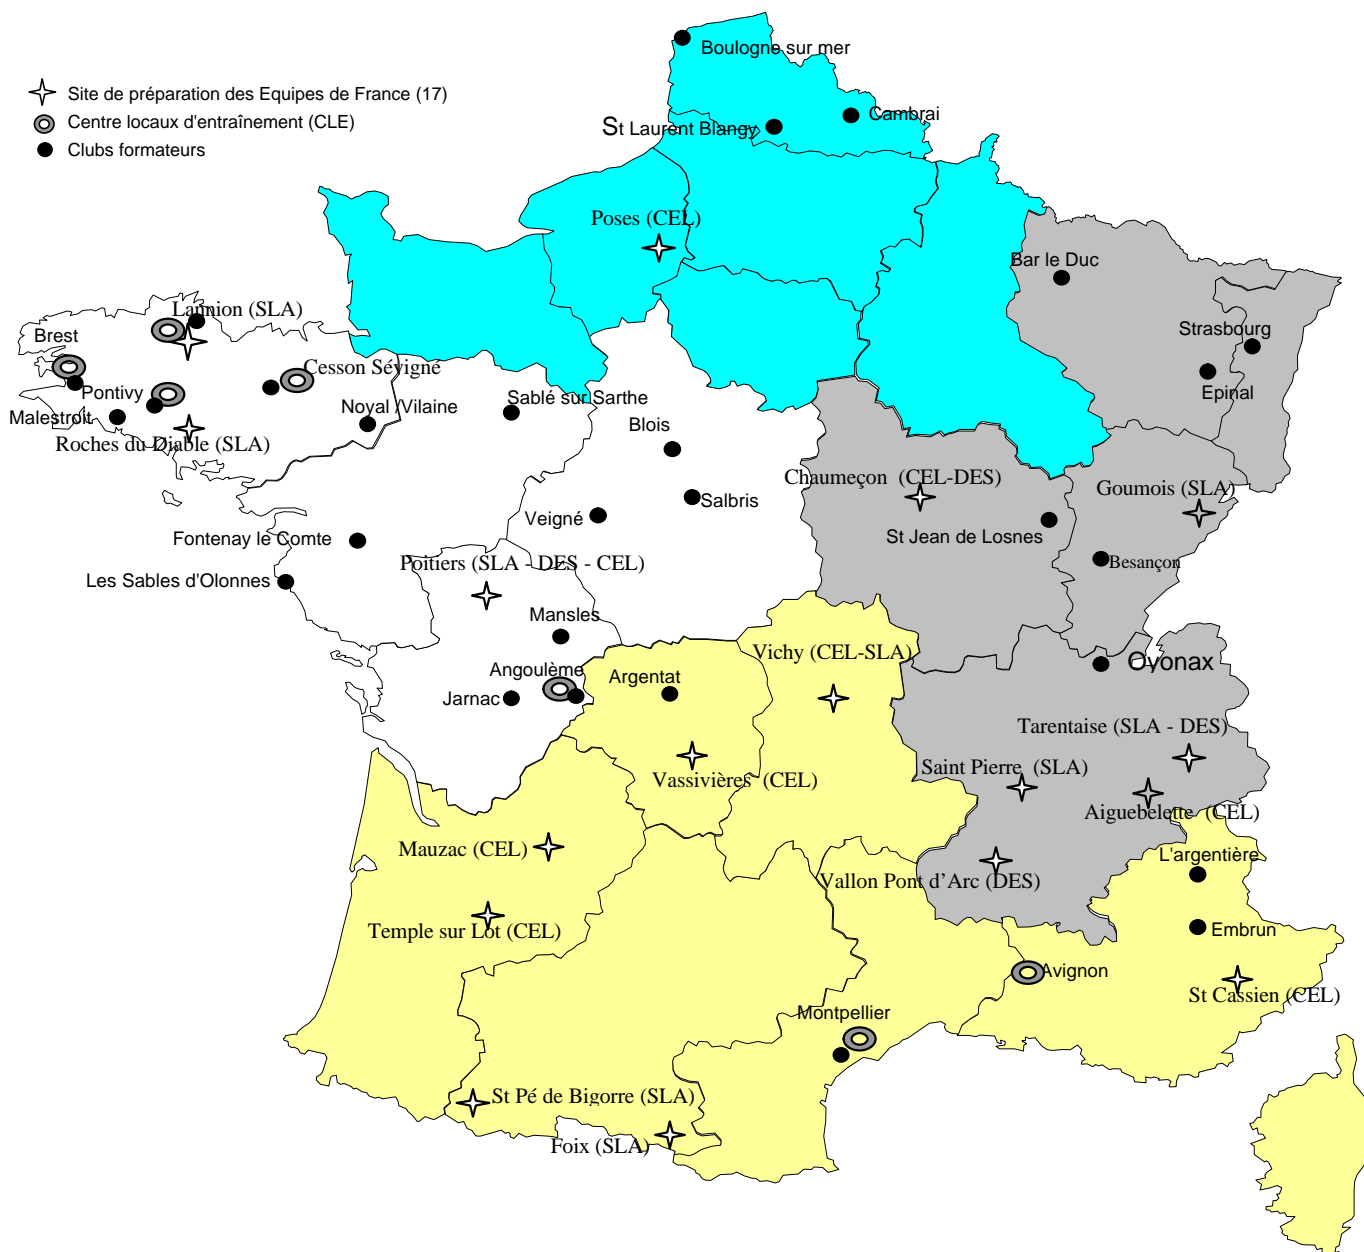 Boulogne sur mer
Site de préparation des Equipes de France (17)
Centre locaux d'entraînement (CLE)
Clubs formateurs
St Laurent Blangy
Cambrai
Poses (CEL)
Bar le Duc
Lannion (SLA)
Brest
Strasbourg
Cesson Sévigné
Pontivy
Epinal
Malestroit
Noyal /Vilaine
Sablé sur Sarthe
Roches du Diable (SLA)
Blois
Chaumeçon (CEL-DES)
Goumois (SLA)
Salbris
Veigné
St Jean de Losnes
Fontenay le Comte
Poitiers (SLA - DES - CEL)
Besançon
Les Sables d'Olonnes
Mansles
Vichy (CEL-SLA)
Oyonax
Angoulème
Argentat
Jarnac
Tarentaise (SLA - DES)
Saint Pierre (SLA)
Vassivières (CEL)
Aiguebelette (CEL)
Mauzac (CEL)
L'argentière
Vallon Pont d’Arc (DES)
Temple sur Lot (CEL)
Embrun
Avignon
St Cassien (CEL)
Montpellier
St Pé de Bigorre (SLA)
Foix (SLA)